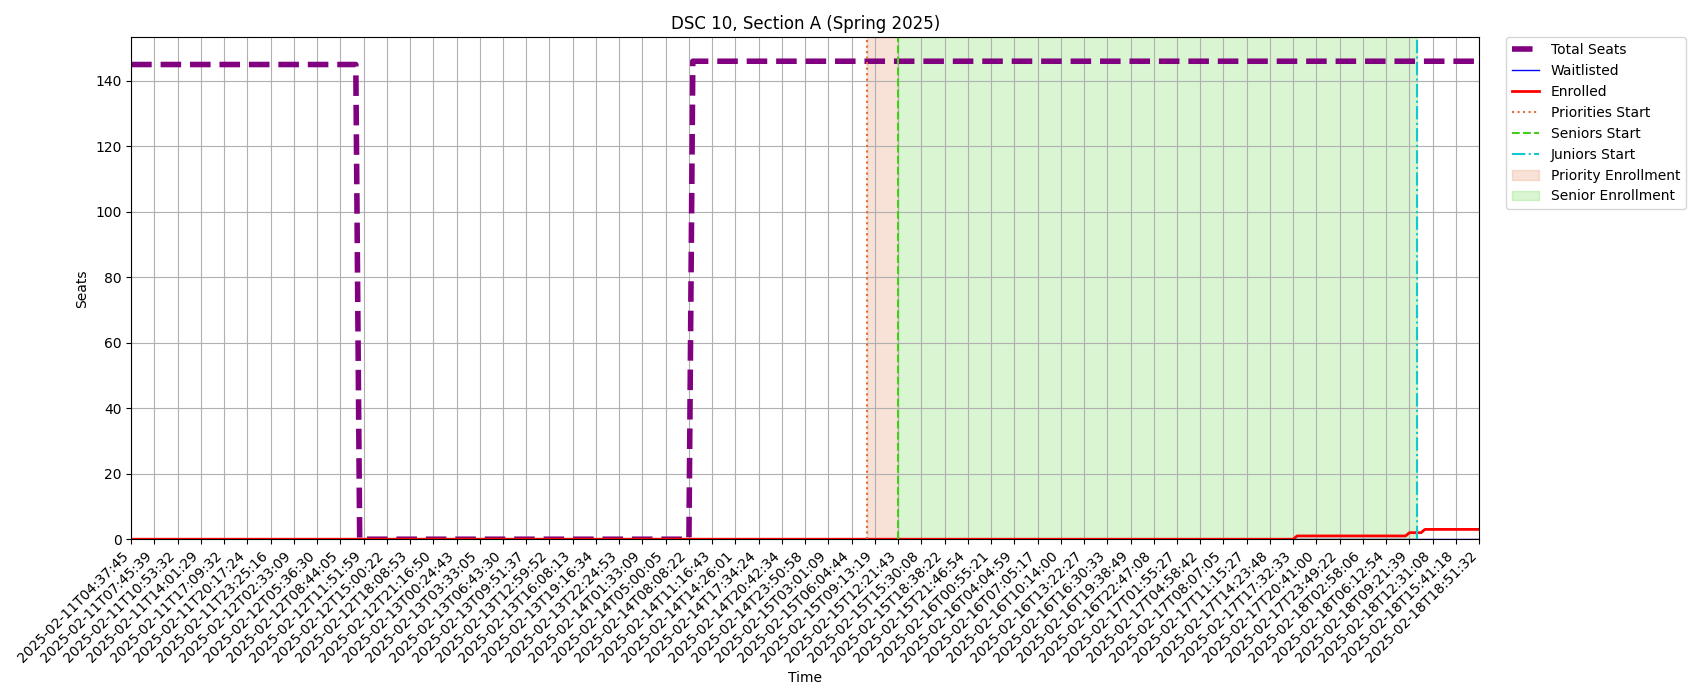 DSC 10, Section A (Spring 2025)
Seats
140
120
100
80
60
40
20
0
2025-02-11T04:37:45
2025-02-11T07:45:39
2025-02-11T10:53:32
2025-02-11T14:01:29
2025-02-11T17:09:32
2025-02-11T20:17:24
2025-02-11T23:25:16
2025-02-12T02:33:09
2025-02-12T05:36:30
2025-02-12T08:44:05
2025-02-12T11:51:59
2025-02-12T15:00:22
2025-02-12T18:08:53
2025-02-12T21:16:50
2025-02-13T00:24:43
2025-02-13T03:33:05
2025-02-13T06:43:30
2025-02-13T09:51:37
2025-02-13T12:59:52
2025-02-13T16:08:13
2025-02-13T19:16:34
2025-02-13T22:24:53
2025-02-14T01:33:09
2025-02-14T05:00:05
2025-02-14T08:08:22
2025-02-14T11:16:43
2025-02-14T14:26:01
2025-02-14T17:34:24
2025-02-14T20:42:34
2025-02-14T23:50:58
2025-02-15T03:01:09
2025-02-15T06:04:44
2025-02-15T09:13:19
2025-02-15T12:21:43
2025-02-15T15:30:08
2025-02-15T18:38:22
2025-02-15T21:46:54
2025-02-16T00:55:21
2025-02-16T04:04:59
2025-02-16T07:05:17
2025-02-16T10:14:00
2025-02-16T13:22:27
2025-02-16T16:30:33
2025-02-16T19:38:49
2025-02-16T22:47:08
2025-02-17T01:55:27
2025-02-17T04:58:42
2025-02-17T08:07:05
2025-02-17T11:15:27
2025-02-17T14:23:48
2025-02-17T17:32:33
2025-02-17T20:41:00
2025-02-17T23:49:22
2025-02-18T02:58:06
2025-02-18T06:12:54
2025-02-18T09:21:39
2025-02-18T12:31:08
2025-02-18T15:41:18
2025-02-18T18:51:32
Time
Total Seats
Waitlisted
Enrolled
Priorities Start
Seniors Start
Juniors Start
Priority Enrollment
Senior Enrollment